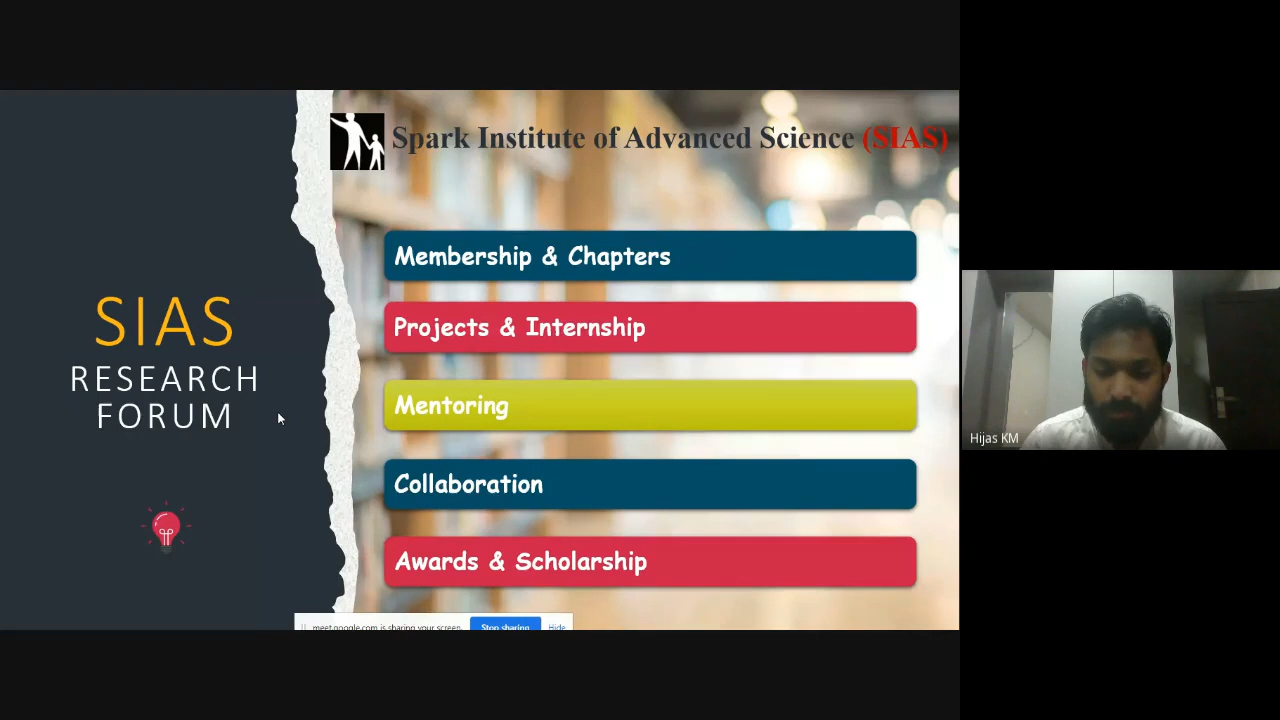 Spark Institute of Advanced Science (SIAS)
SIAS
RESEARCH
FORUM
Membership & Chapters
Projects & Internship
Mentoring
Collaboration
Awards & Scholarship
meet.google.com is sharing your screen. Stop sharing Hide
Hijas KM